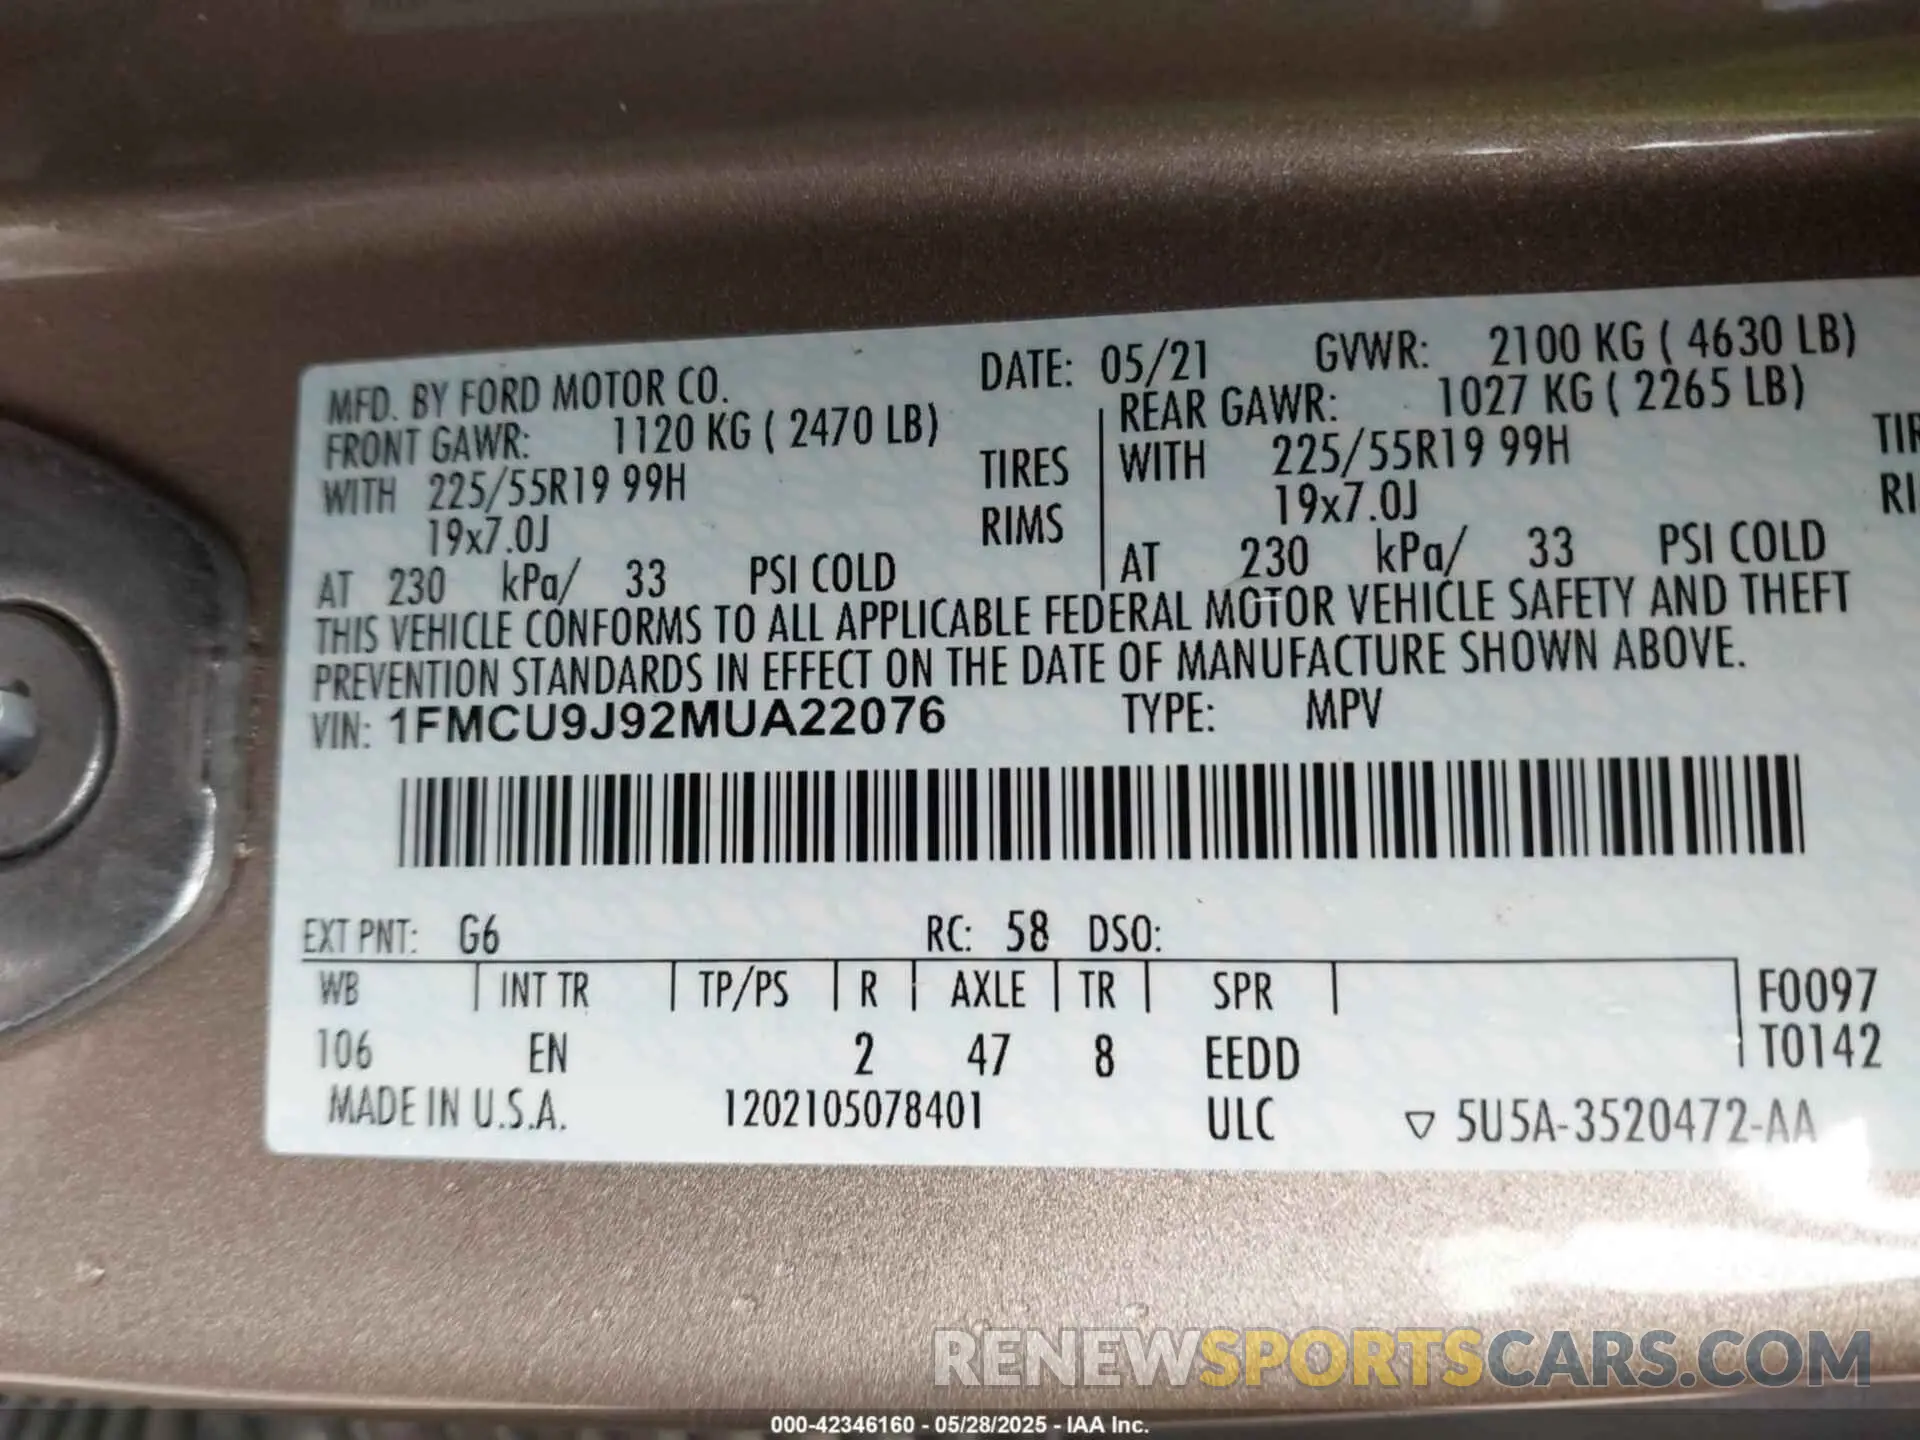 MFD. BY FORD MOTOR CO. DATE: 05/21 GVWR: 2100 KG ( 4630 LB)
FRONT GAWR: 1120 KG ( 2470 LB) REAR GAWR: 1027 KG ( 2265 LB)
WITH 225/55R19 99H TIRES WITH 225/55R19 99H TIR
19x7.0J RIMS 19x7.0J RI
AT 230 kPa/ 33 PSI COLD AT 230 kPa/ 33 PSI COLD
THIS VEHICLE CONFORMS TO ALL APPLICABLE FEDERAL MOTOR VEHICLE SAFETY AND THEFT
PREVENTION STANDARDS IN EFFECT ON THE DATE OF MANUFACTURE SHOWN ABOVE.
VIN: 1FMCU9J92MUA22076 TYPE: MPV
EXT PNT: G6 RC: 58 DSO:
WB INT TR TP/PS R AXLE TR SPR F0097
106 EN 2 47 8 EEDD T0142
MADE IN U.S.A. 1202105078401 ULC ▽ 5U5A-3520472-AA
RENEWSPORTSCARS.COM
000-42346160 - 05/28/2025 - IAA Inc.